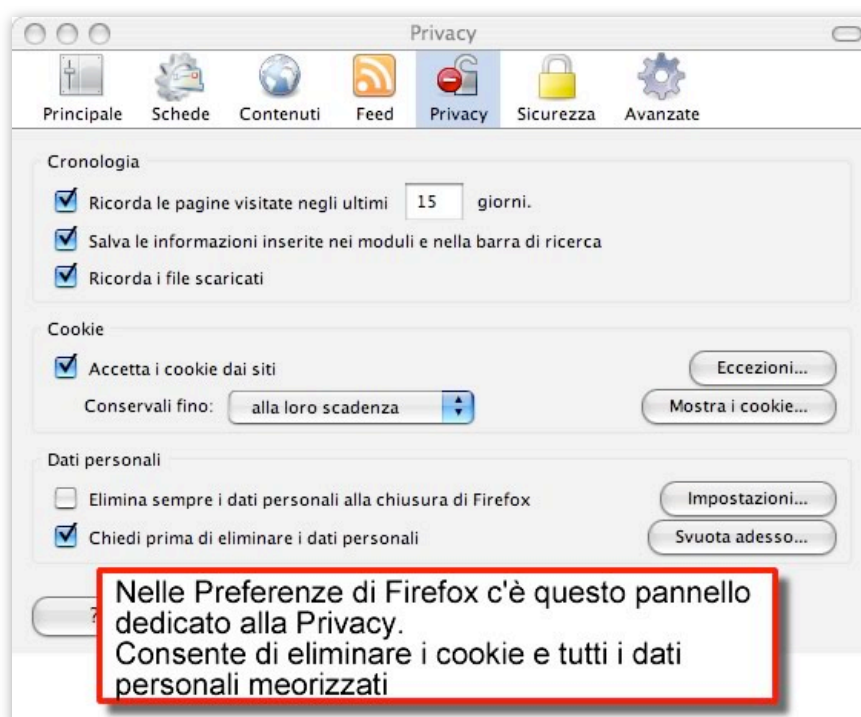 Privacy
Principale Schede Contenuti Feed Privacy Sicurezza Avanzate
Cronologia
Ricorda le pagine visitate negli ultimi 15 giorni.
Salva le informazioni inserite nei moduli e nella barra di ricerca
Ricorda i file scaricati
Cookie
Accetta i cookie dai siti Eccezioni...
Conservali fino: alla loro scadenza Mostra i cookie...
Dati personali
Elimina sempre i dati personali alla chiusura di Firefox Impostazioni...
Chiedi prima di eliminare i dati personali Svuota adesso...
?
Nelle Preferenze di Firefox c'è questo pannello
dedicato alla Privacy.
Consente di eliminare i cookie e tutti i dati
personali meorizzati